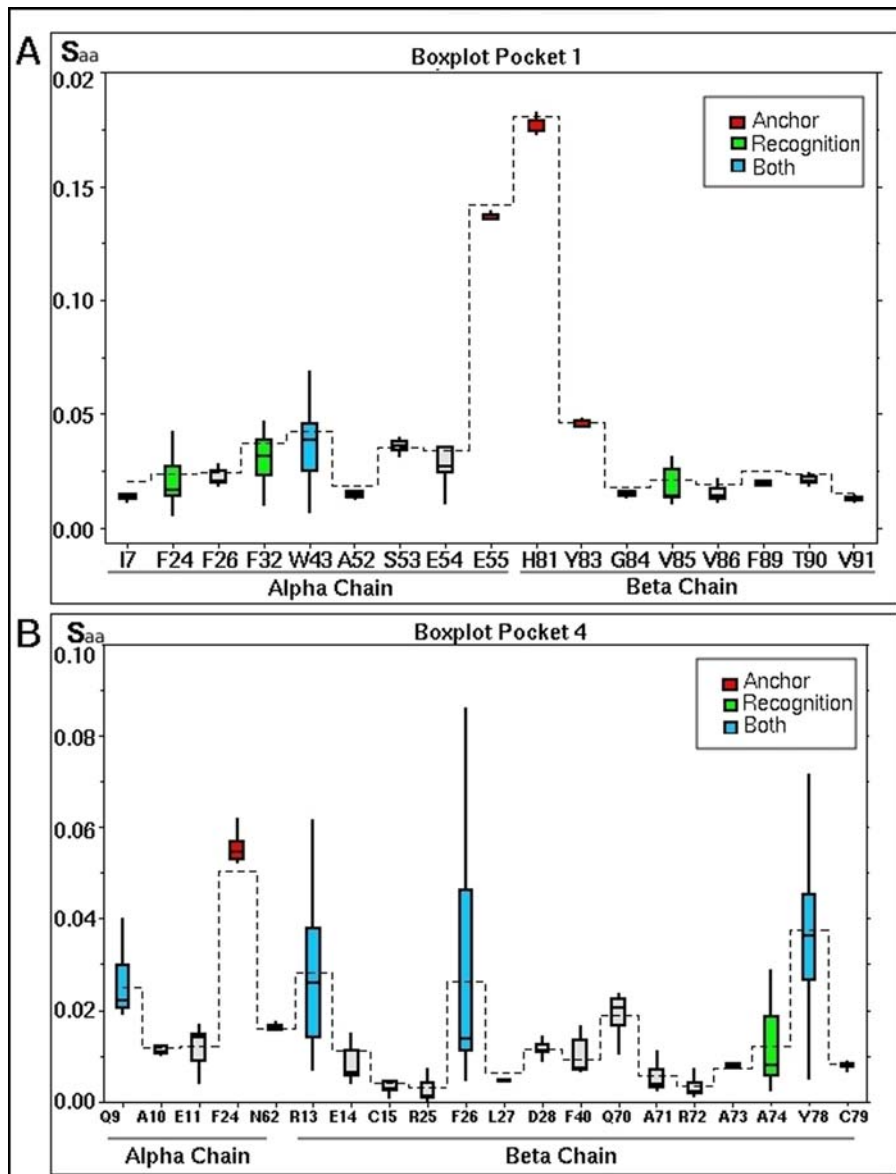 A Saa Boxplot Pocket 1
0.02
Anchor
Recognition
Both
0.15
0.10
0.05
0.00
I7 F24 F26 F32 W43 A52 S53 E54 E55 H81 Y83 G84 V85 V86 F89 T90 V91
Alpha Chain Beta Chain
B Saa Boxplot Pocket 4
0.10
Anchor
Recognition
Both
0.08
0.06
0.04
0.02
0.00
Q9 A10 E11 F24 N62 R13 E14 C15 R25 F26 L27 D28 F40 Q70 A71 R72 A73 A74 Y78 C79
Alpha Chain Beta Chain